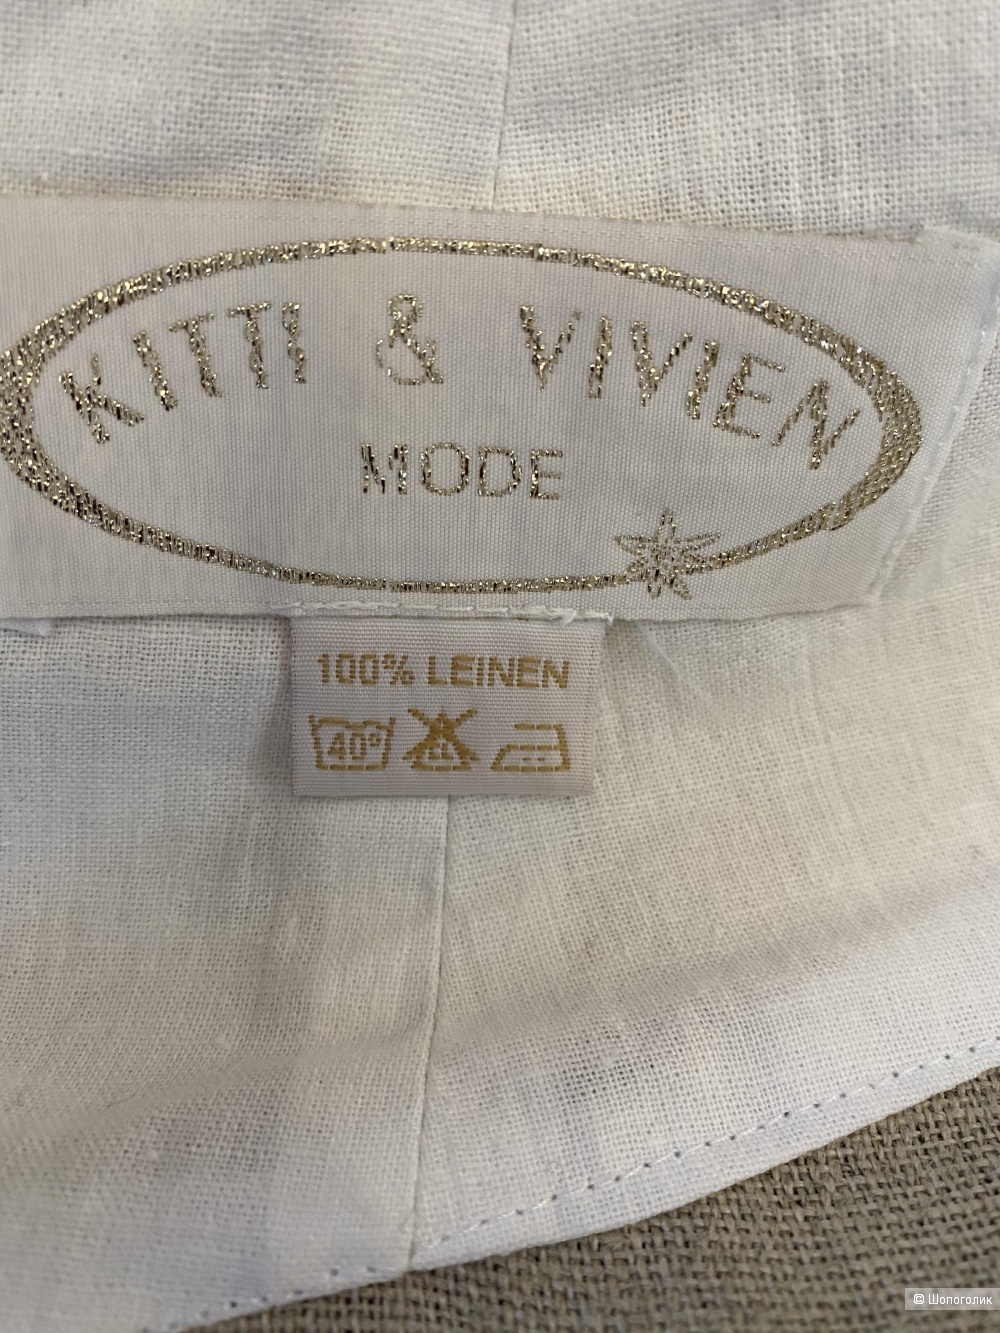 KITTI & VIVIEN
MODE
100% LEINEN
40°
© Шопоголик